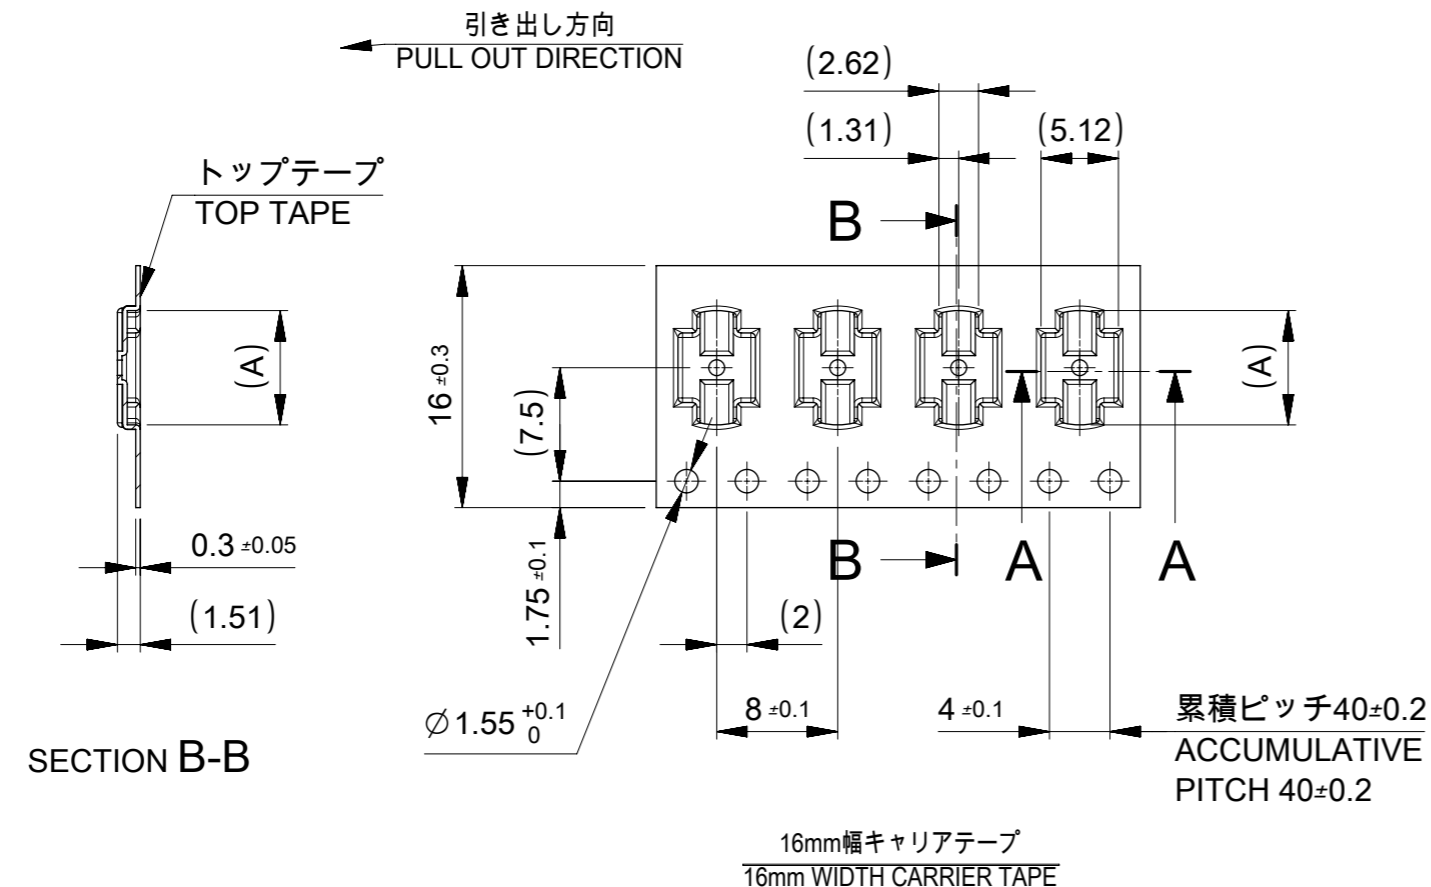 引き出し方向
PULL OUT DIRECTION
(2.62)
(1.31)
(5.12)
トップテープ
TOP TAPE
B
(A)
16 ±0.3
(7.5)
(A)
0.3 ±0.05
1.75 ±0.1
B
A
A
(1.51)
(2)
∅1.55 +0.1 0
8 ±0.1
4 ±0.1
累積ピッチ40±0.2
ACCUMULATIVE
PITCH 40±0.2
SECTION B-B
16mm幅キャリアテープ
16mm WIDTH CARRIER TAPE